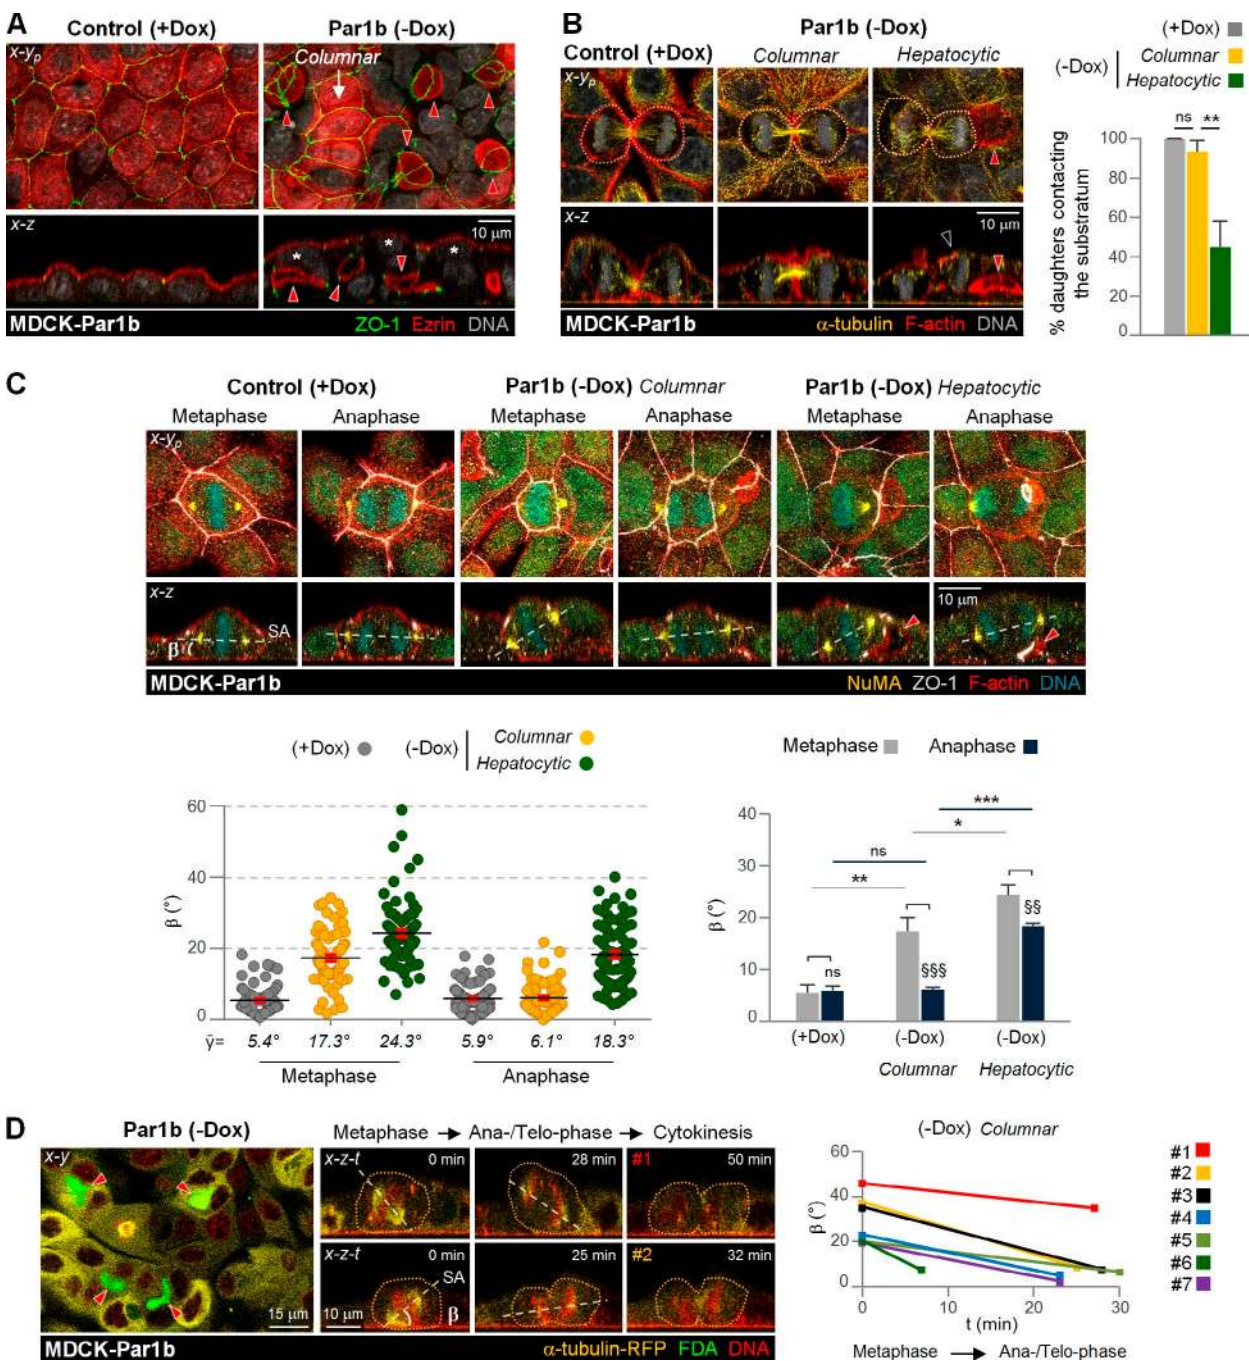 A
Control (+Dox)
Par1b (-Dox)
x-yp
Columnar
x-z
10 μm
MDCK-Par1b
ZO-1 Ezrin DNA
B
Par1b (-Dox)
Control (+Dox)
Columnar
Hepatocytic
x-yp
x-z
10 μm
MDCK-Par1b
α-tubulin F-actin DNA
(+Dox)
(-Dox) Columnar
Hepatocytic
ns **
100
80
60
40
20
0
% daughters contacting
the substratum
C
Control (+Dox)
Par1b (-Dox) Columnar
Par1b (-Dox) Hepatocytic
Metaphase Anaphase Metaphase Anaphase Metaphase Anaphase
x-yp
x-z
SA
β
10 μm
MDCK-Par1b
NuMA ZO-1 F-actin DNA
(+Dox) (-Dox) Columnar
Hepatocytic
60
40
20
0
β (°)
ȳ= 5.4° 17.3° 24.3° 5.9° 6.1° 18.3°
Metaphase Anaphase
Metaphase Anaphase
***
*
ns
**
ns
§§§
§§
40
30
20
10
0
β (°)
(+Dox) (-Dox) (-Dox)
Columnar Hepatocytic
D
Par1b (-Dox)
x-y
15 μm
Metaphase → Ana-/Telo-phase → Cytokinesis
x-z-t 0 min 28 min #1 50 min
x-z-t 0 min 25 min #2 32 min
SA
β
10 μm
MDCK-Par1b
α-tubulin-RFP FDA DNA
(-Dox) Columnar
60
40
20
0
β (°)
0 10 20 30
t (min)
Metaphase → Ana-/Telo-phase
#1
#2
#3
#4
#5
#6
#7